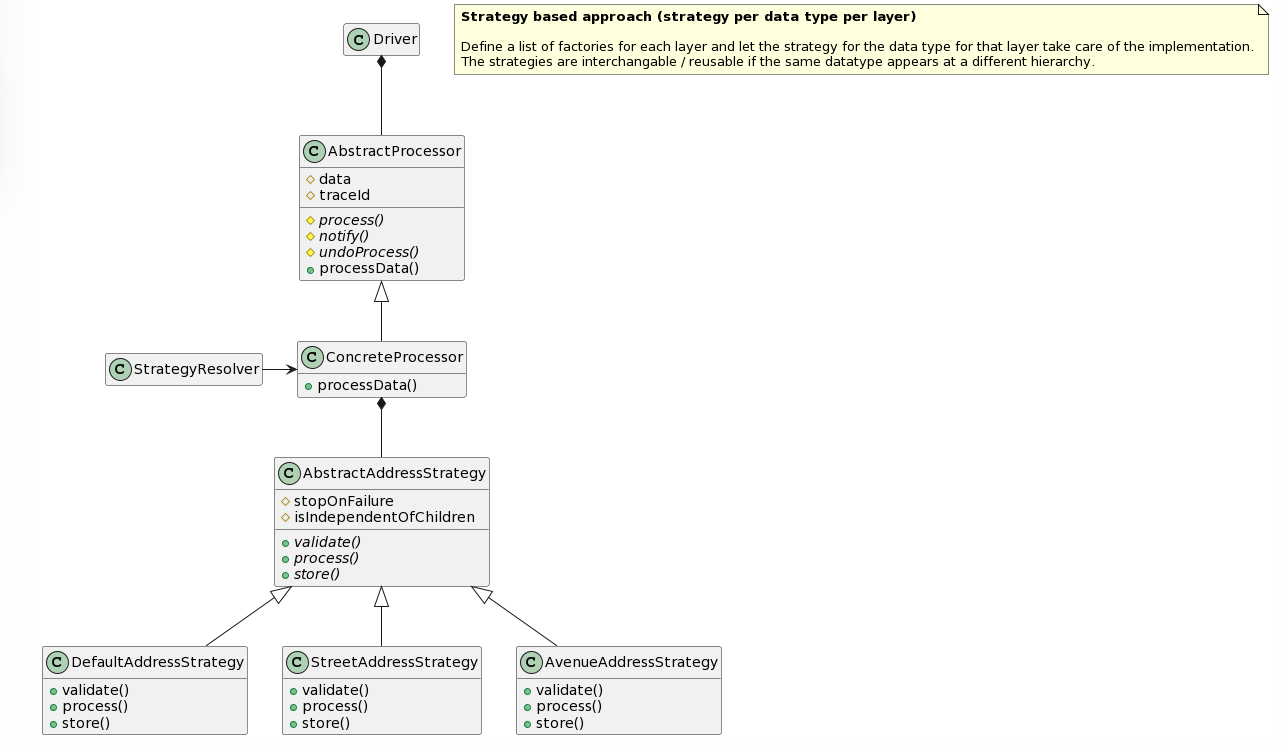 Strategy based approach (strategy per data type per layer)
Define a list of factories for each layer and let the strategy for the data type for that layer take care of the implementation.
The strategies are interchangable / reusable if the same datatype appears at a different hierarchy.
C Driver
C AbstractProcessor
data
traceId
process()
notify()
undoProcess()
processData()
C StrategyResolver
C ConcreteProcessor
processData()
C AbstractAddressStrategy
stopOnFailure
isIndependentOfChildren
validate()
process()
store()
C DefaultAddressStrategy
validate()
process()
store()
C StreetAddressStrategy
validate()
process()
store()
C AvenueAddressStrategy
validate()
process()
store()